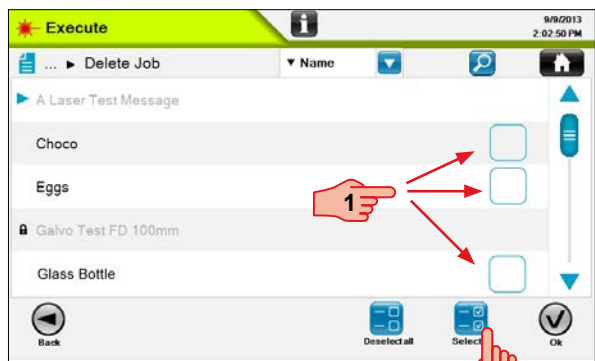 Execute
9/9/2013
2:02:50 PM
... ▶ Delete Job
▼ Name
A Laser Test Message
Choco
Eggs
1
Galvo Test FD 100mm
Glass Bottle
Back
Deselect all
Select
Ok